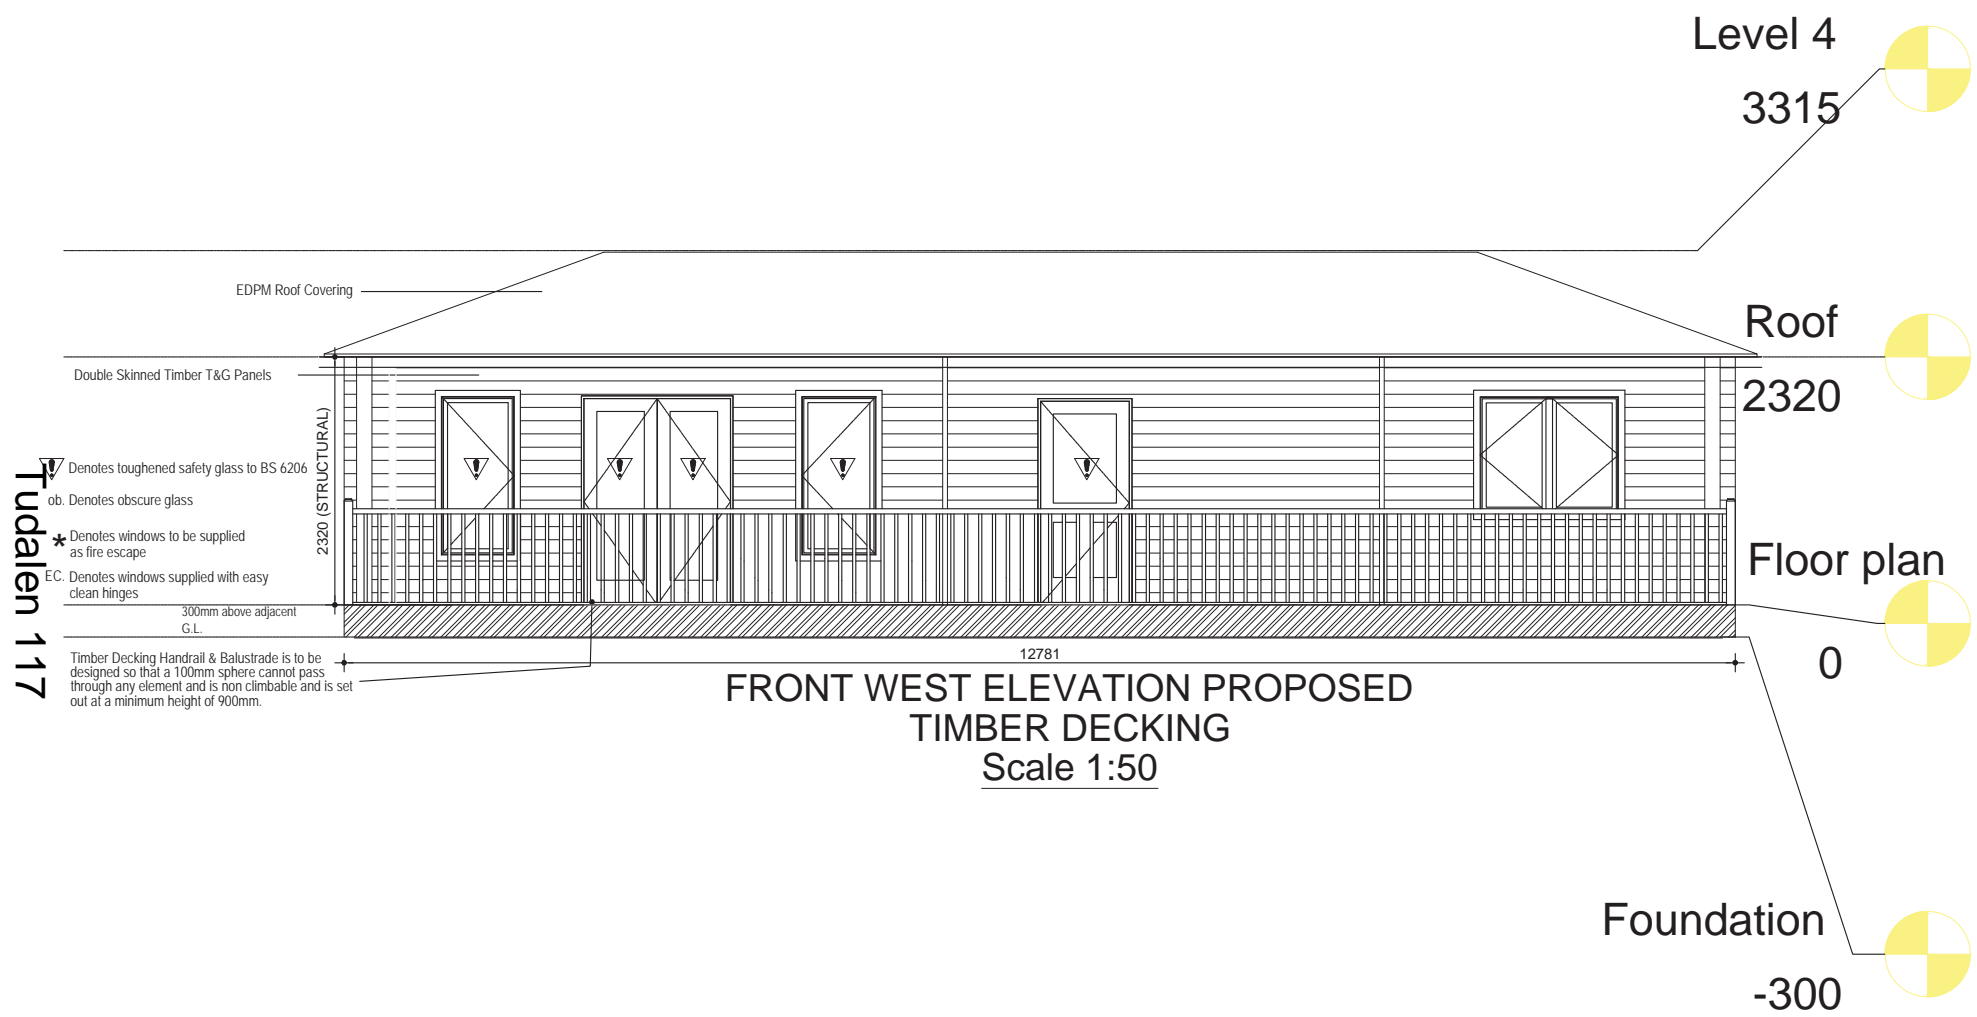 Level 4
3315
EDPM Roof Covering
Roof
2320
Double Skinned Timber T&G Panels
2320 (STRUCTURAL)
Denotes toughened safety glass to BS 6206
ob. Denotes obscure glass
* Denotes windows to be supplied
as fire escape
EC. Denotes windows supplied with easy
clean hinges
300mm above adjacent
G.L.
Timber Decking Handrail & Balustrade is to be
designed so that a 100mm sphere cannot pass
through any element and is non climbable and is set
out at a minimum height of 900mm.
Tudalen 117
Floor plan
0
12781
FRONT WEST ELEVATION PROPOSED
TIMBER DECKING
Scale 1:50
Foundation
-300